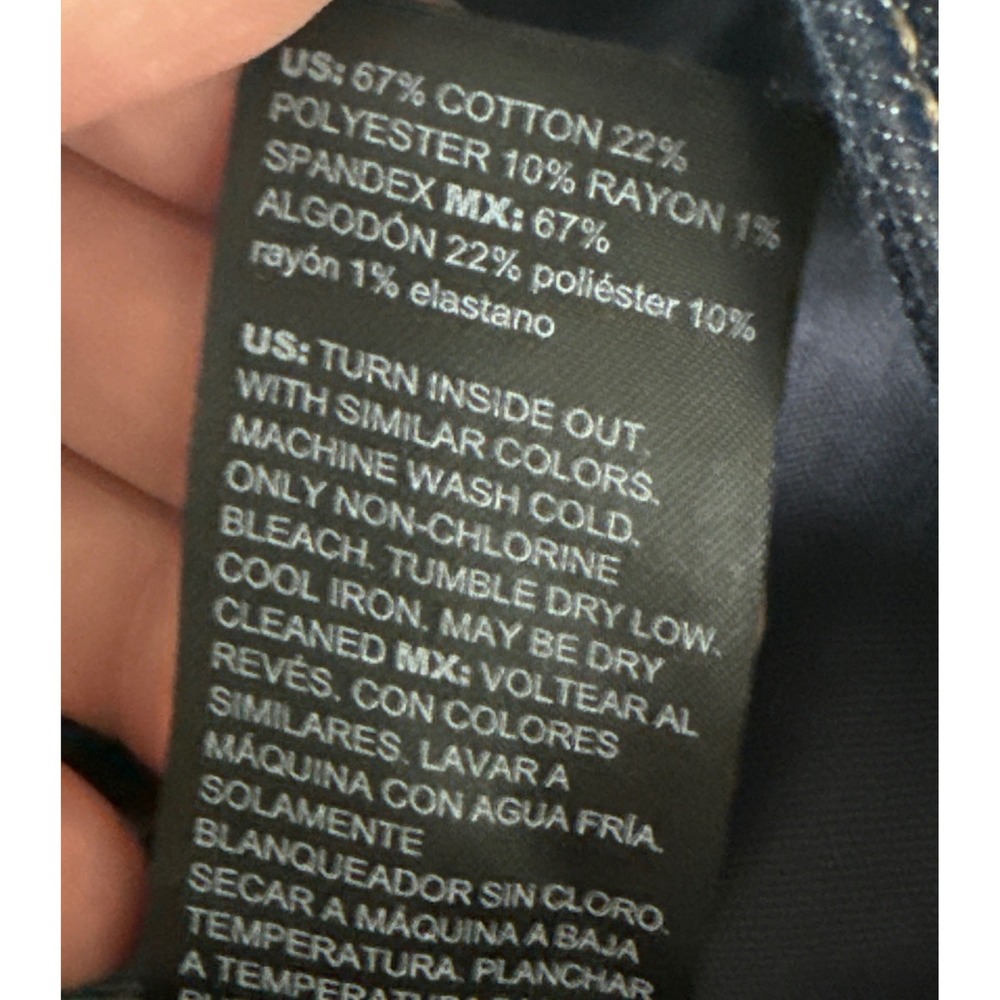 US: 67% COTTON 22%
POLYESTER 10% RAYON 1%
SPANDEX MX: 67%
ALGODÓN 22% poliéster 10%
rayón 1% elastano
US: TURN INSIDE OUT.
WITH SIMILAR COLORS.
MACHINE WASH COLD.
ONLY NON-CHLORINE
BLEACH. TUMBLE DRY LOW.
COOL IRON. MAY BE DRY
CLEANED MX: VOLTEAR AL
REVÉS. CON COLORES
SIMILARES. LAVAR A
MÁQUINA CON AGUA FRÍA.
SOLAMENTE
BLANQUEADOR SIN CLORO.
SECAR A MÁQUINA A BAJA
TEMPERATURA. PLANCHAR
A